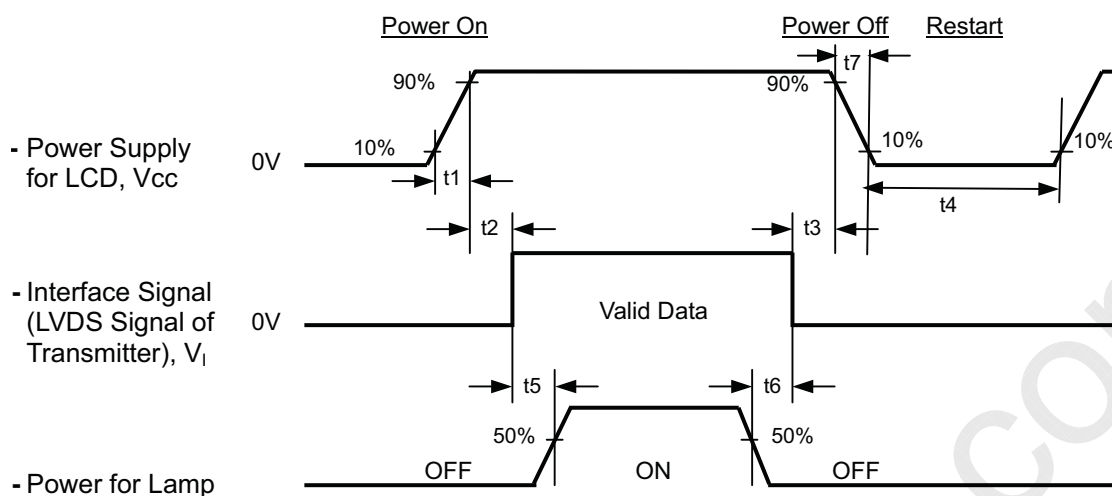 Power On
Power Off
Restart
90%
90%
t7
10%
10%
10%
- Power Supply
for LCD, Vcc
0V
t1
t4
t2
t3
- Interface Signal
(LVDS Signal of
Transmitter), VI
0V
Valid Data
t5
t6
50%
50%
- Power for Lamp
OFF
ON
OFF
com